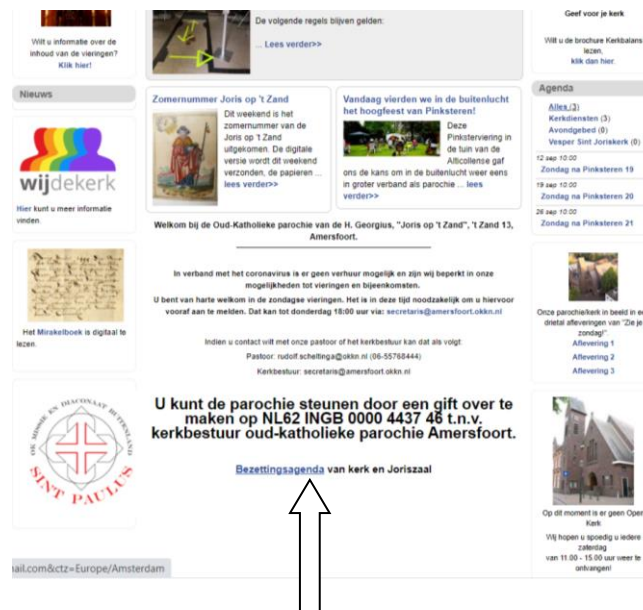 Wilt u informatie over de
inhoud van de vieringen?
Klik hier!
Nieuws
wijdekerk
Hier kunt u meer informatie
vinden.
Het Mirakelboek is digitaal te
lezen.
OK MISSIE EN DIACONAAT BUITENLAND
SINT PAULUS
De volgende regels blijven gelden:
... Lees verder>>
Zomernummer Joris op 't Zand
Dit weekend is het
zomernummer van de
Joris op 't Zand
uitgekomen. De digitale
versie wordt dit weekend
verzonden, de papieren ...
lees verder>>
Vandaag vierden we in de buitenlucht
het hoogfeest van Pinksteren!
Deze
Pinksterviering in
de tuin van de
Alticollense gaf
ons de kans om in de buitenlucht weer eens
in groter verband als parochie ... lees
verder>>
Welkom bij de Oud-Katholieke parochie van de H. Georgius, "Joris op 't Zand", 't Zand 13,
Amersfoort.
In verband met het coronavirus is er geen verhuur mogelijk en zijn wij beperkt in onze
mogelijkheden tot vieringen en bijeenkomsten.
U bent van harte welkom in de zondagse vieringen. Het is in deze tijd noodzakelijk om u hiervoor
vooraf aan te melden. Dat kan tot donderdag 18:00 uur via: secretaris@amersfoort.okkn.nl
Indien u contact wilt met onze pastoor of het kerkbestuur kan dat als volgt:
Pastoor: rudolf.scheltinga@okkn.nl (06-55768444)
Kerkbestuur: secretaris@amersfoort.okkn.nl
U kunt de parochie steunen door een gift over te
maken op NL62 INGB 0000 4437 46 t.n.v.
kerkbestuur oud-katholieke parochie Amersfoort.
Bezettingsagenda van kerk en Joriszaal
Geef voor je kerk
Wilt u de brochure Kerkbalans
lezen,
klik dan hier.
Agenda
Alles (3)
Kerkdiensten (3)
Avondgebed (0)
Vesper Sint Joriskerk (0)
12 sep 10:00
Zondag na Pinksteren 19
19 sep 10:00
Zondag na Pinksteren 20
26 sep 10:00
Zondag na Pinksteren 21
Onze parochie/kerk in beeld in een
drietal afleveringen van "Zie je
zondag!".
Aflevering 1
Aflevering 2
Aflevering 3
Op dit moment is er geen Open
Kerk
Wij hopen u spoedig u iedere
zaterdag
van 11.00 - 15.00 uur weer te
ontvangen!
ail.com&ctz=Europe/Amsterdam